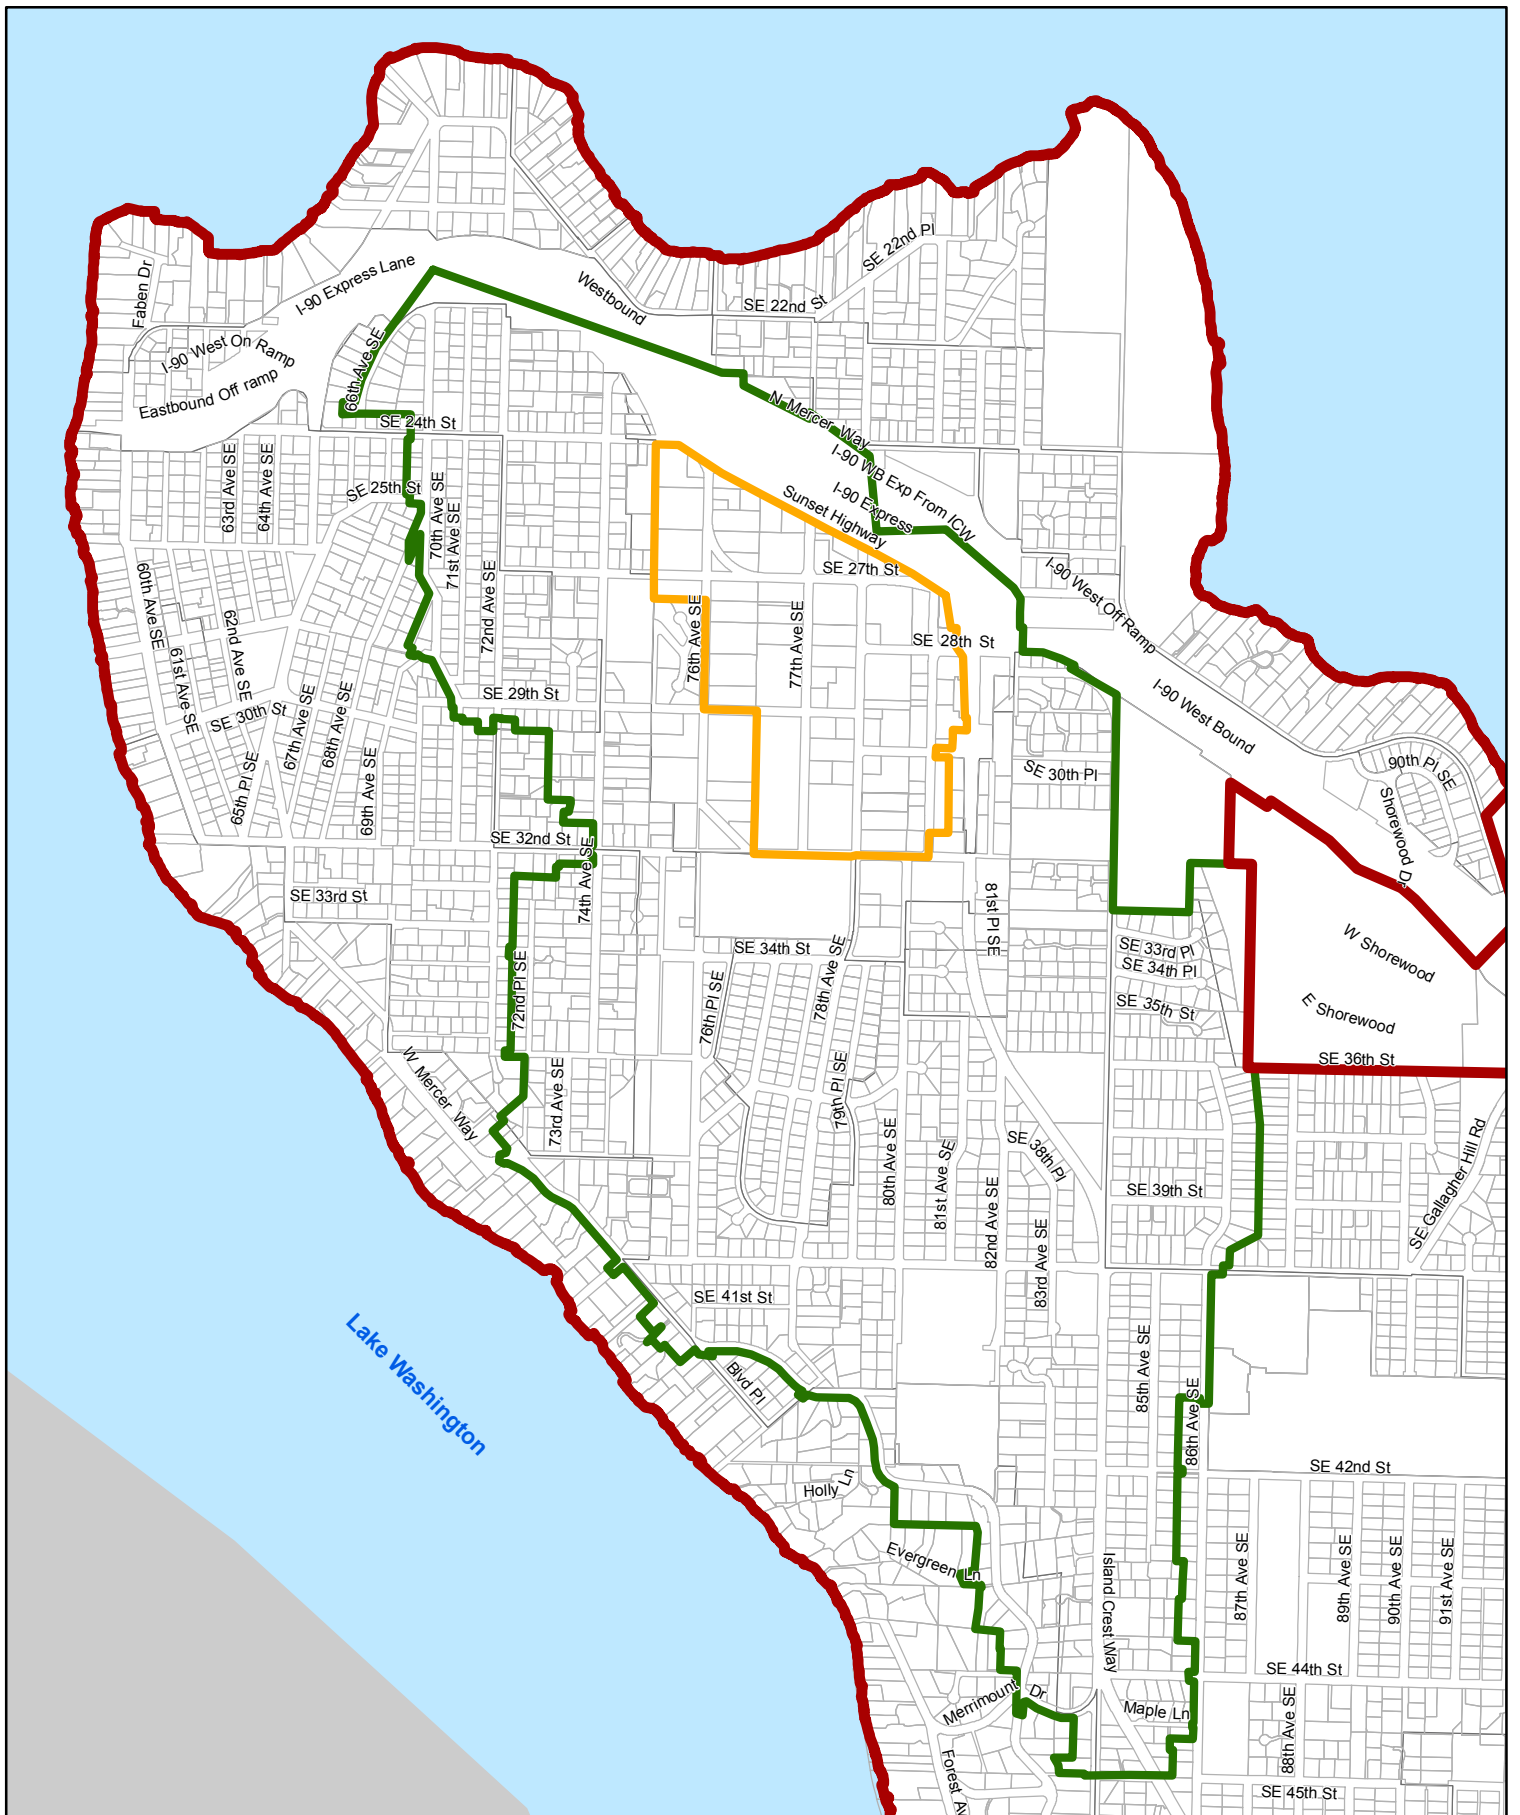 SE 22nd Pl
Faben Dr
I-90 Express Lane
Westbound
SE 22nd St
I-90 West On Ramp
Eastbound Off ramp
66th Ave SE
N Mercer Way
SE 24th St
I-90 WB Exp From ICW
63rd Ave SE
64th Ave SE
SE 25th St
70th Ave SE
71st Ave SE
I-90 Express
Sunset Highway
SE 27th St
I-90 West Off Ramp
60th Ave SE
62nd Ave SE
61st Ave SE
72nd Ave SE
76th Ave SE
77th Ave SE
SE 28th St
SE 29th St
SE 30th St
67th Ave SE
68th Ave SE
65th Pl SE
69th Ave SE
I-90 West Bound
SE 30th Pl
90th Pl SE
Shorewood Dr
SE 32nd St
74th Ave SE
SE 33rd St
81st Pl SE
SE 34th St
78th Ave SE
SE 33rd Pl
SE 34th Pl
W Shorewood
72nd Pl SE
76th Pl SE
SE 35th St
E Shorewood
SE 36th St
W Mercer Way
73rd Ave SE
79th Pl SE
80th Ave SE
81st Ave SE
SE 38th Pl
82nd Ave SE
83rd Ave SE
SE 39th St
SE Gallagher Hill Rd
SE 41st St
Lake Washington
Blvd Pl
85th Ave SE
86th Ave SE
SE 42nd St
Holly Ln
Evergreen Ln
Island Crest Way
87th Ave SE
89th Ave SE
90th Ave SE
91st Ave SE
SE 44th St
Merrimount Dr
Maple Ln
88th Ave SE
Forest Av
SE 45th St